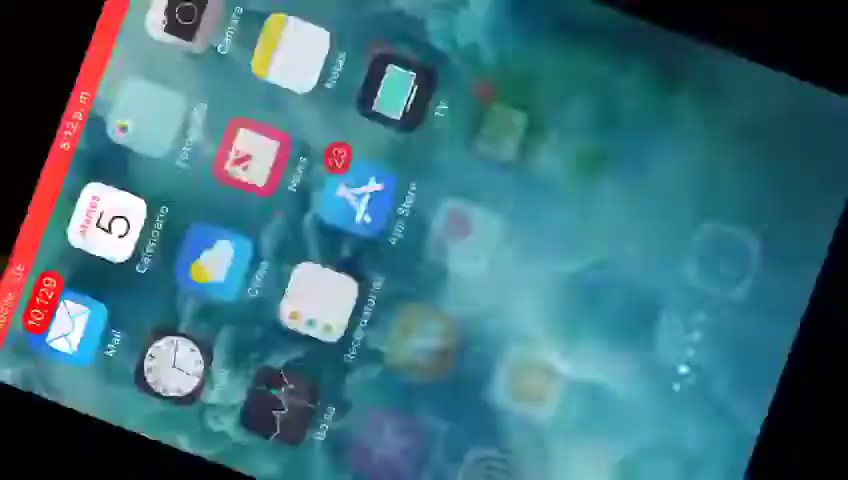 LTE
8:12 p. m.
10,129
Mail
Martes
5
Calendario
Fotos
Cámara
Clima
News
Notas
Bolsa
Recordatorios
23
App Store
TV